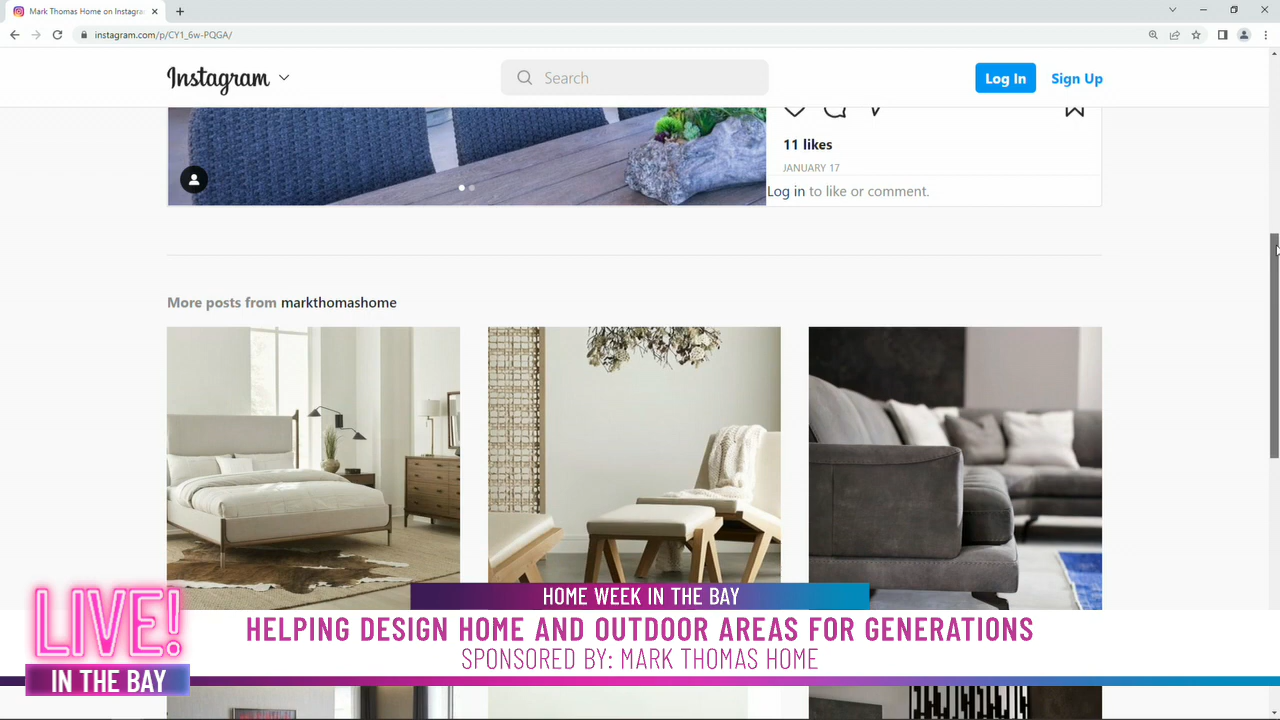 Mark Thomas Home on Instagra
instagram.com/p/CY1_6w-PQGA/
Instagram
Search
Log In
Sign Up
11 likes
JANUARY 17
Log in to like or comment.
More posts from markthomashome
HOME WEEK IN THE BAY
LIVE!
IN THE BAY
HELPING DESIGN HOME AND OUTDOOR AREAS FOR GENERATIONS
SPONSORED BY: MARK THOMAS HOME